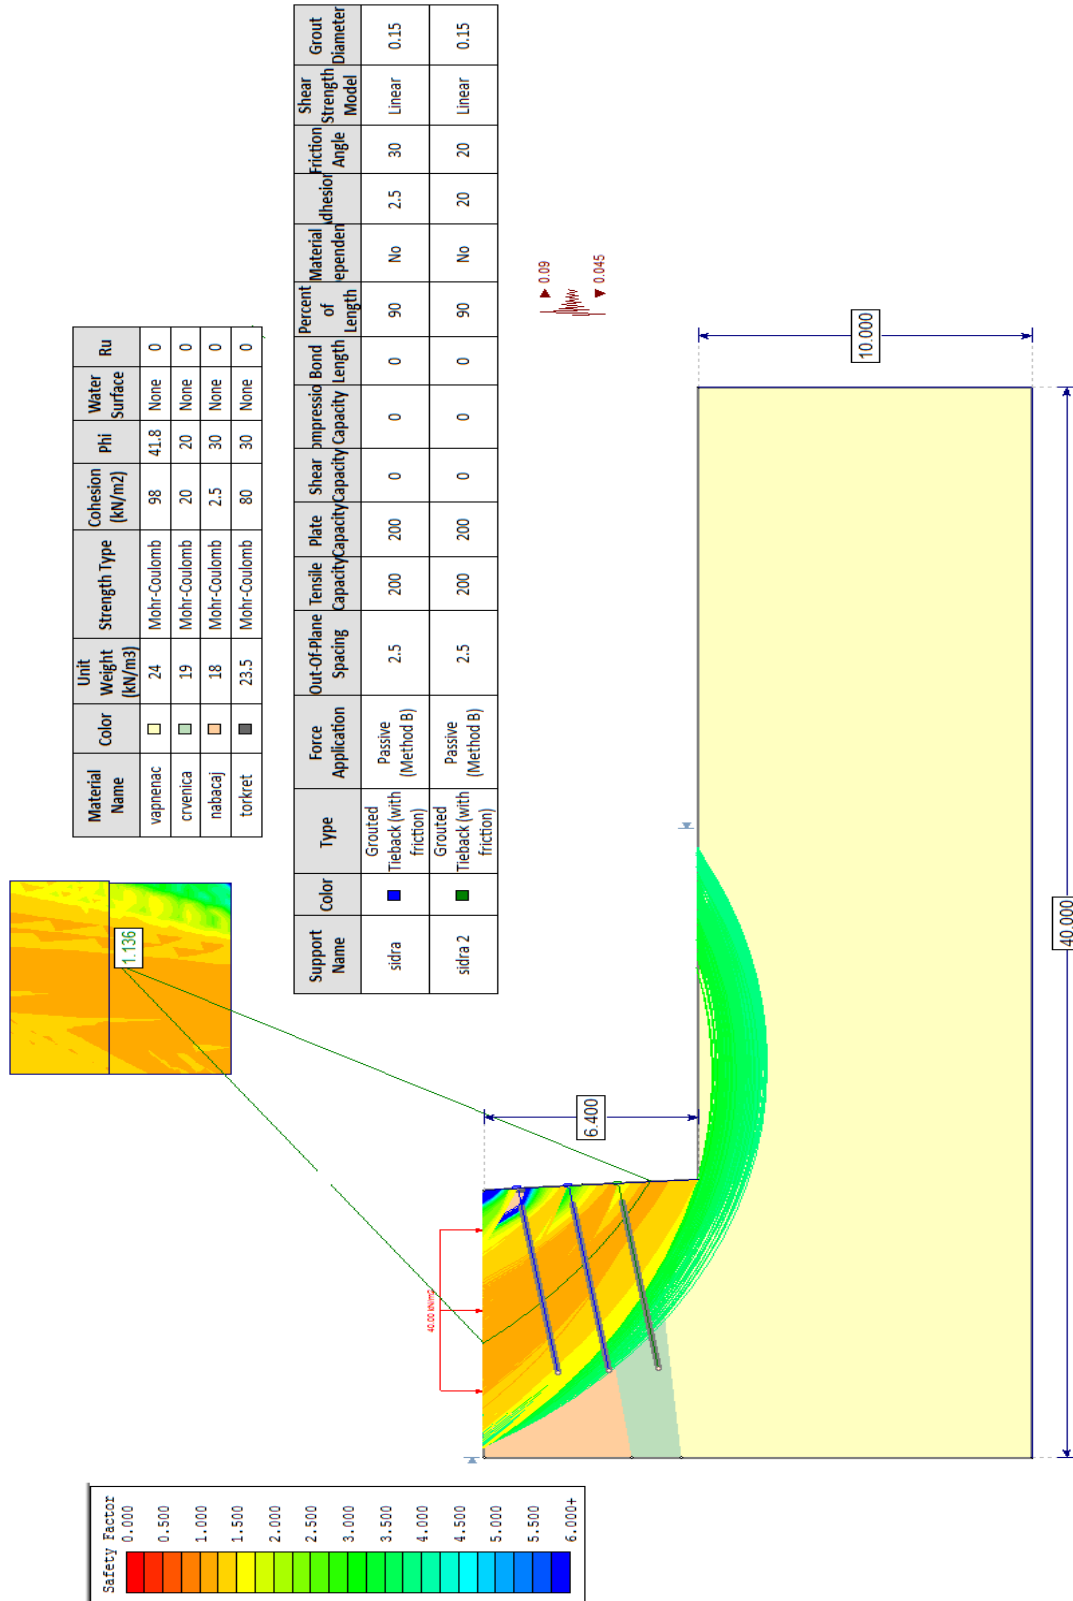 Safety Factor
0.000
0.500
1.000
1.500
2.000
2.500
3.000
3.500
4.000
4.500
5.000
5.500
6.000+
Material Name Color Unit Weight (kN/m3) Strength Type Cohesion (kN/m2) Phi Water Surface Ru
vapnenac 24 Mohr-Coulomb 98 41.8 None 0
crvenica 19 Mohr-Coulomb 20 20 None 0
nabacaj 18 Mohr-Coulomb 2.5 30 None 0
torkret 23.5 Mohr-Coulomb 80 30 None 0
1.136
Support Name Color Type Force Application Out-Of-Plane Spacing Tensile Capacity Plate Capacity Shear Capacity ompressio Capacity Bond Length Percent of Length Material ependen dhesion Friction Angle Shear Strength Model Grout Diameter
sidra Grouted Tieback (with friction) Passive (Method B) 2.5 200 200 0 0 0 90 No 2.5 30 Linear 0.15
sidra 2 Grouted Tieback (with friction) Passive (Method B) 2.5 200 200 0 0 0 90 No 20 20 Linear 0.15
0.09
0.045
40.00 kN/m2
6.400
10.000
40.000